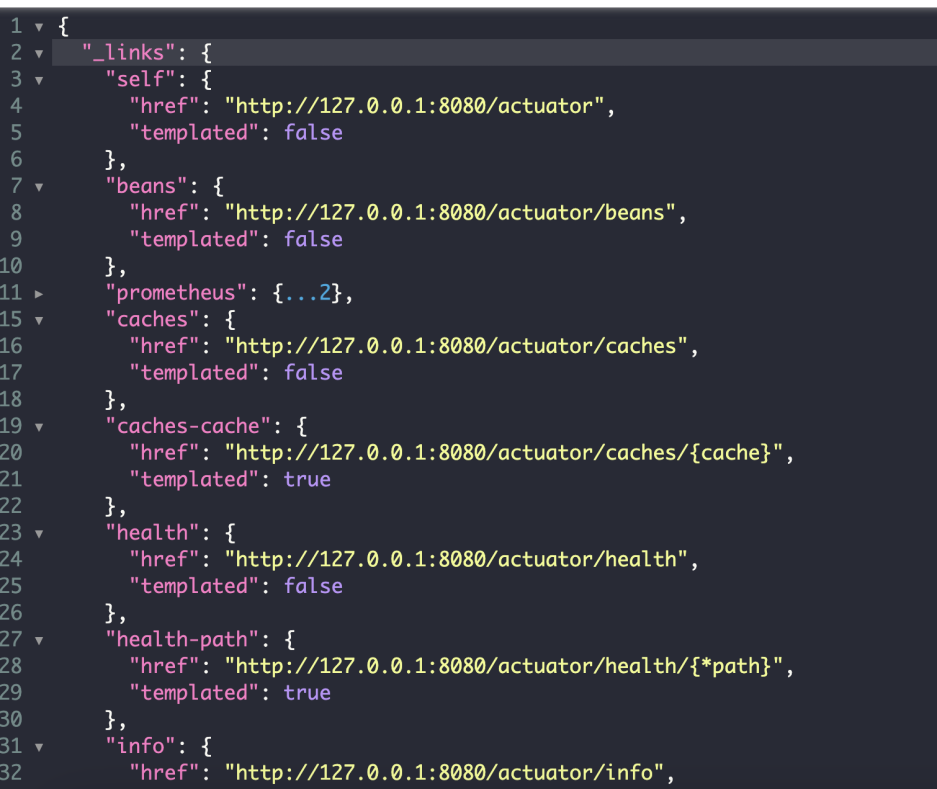 1 ▾ {
2 ▾ "_links": {
3 ▾ "self": {
4 "href": "http://127.0.0.1:8080/actuator",
5 "templated": false
6 },
7 ▾ "beans": {
8 "href": "http://127.0.0.1:8080/actuator/beans",
9 "templated": false
10 },
11 ▸ "prometheus": {...2},
15 ▾ "caches": {
16 "href": "http://127.0.0.1:8080/actuator/caches",
17 "templated": false
18 },
19 ▾ "caches-cache": {
20 "href": "http://127.0.0.1:8080/actuator/caches/{cache}",
21 "templated": true
22 },
23 ▾ "health": {
24 "href": "http://127.0.0.1:8080/actuator/health",
25 "templated": false
26 },
27 ▾ "health-path": {
28 "href": "http://127.0.0.1:8080/actuator/health/{*path}",
29 "templated": true
30 },
31 ▾ "info": {
32 "href": "http://127.0.0.1:8080/actuator/info",